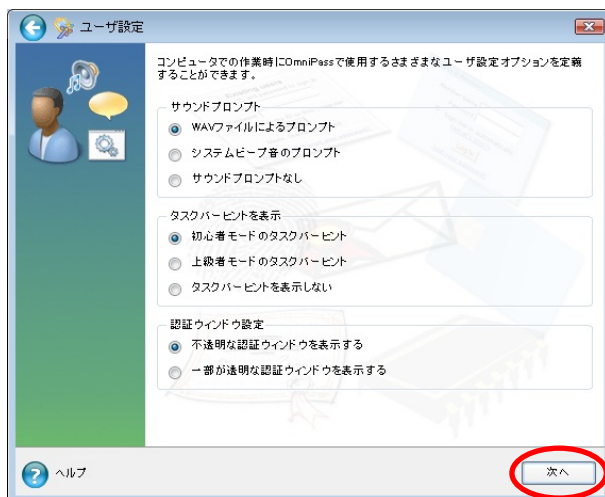 ユーザ設定
コンピュータでの作業時にOmniPassで使用するさまざまなユーザ設定オプションを定義
することができます。
サウンドプロンプト
WAVファイルによるプロンプト
システムビープ音のプロンプト
サウンドプロンプトなし
タスクバーヒントを表示
初心者モードのタスクバーヒント
上級者モードのタスクバーヒント
タスクバーヒントを表示しない
認証ウィンドウ設定
不透明な認証ウィンドウを表示する
一部が透明な認証ウィンドウを表示する
? ヘルプ
次へ